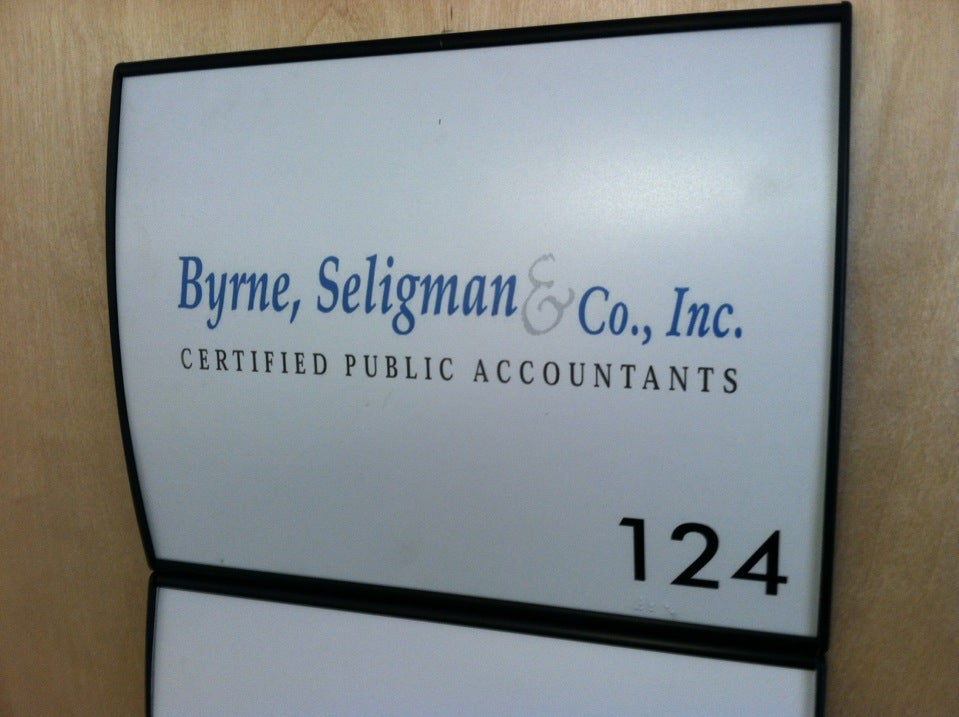 Byrne, Seligman & Co., Inc.
CERTIFIED PUBLIC ACCOUNTANTS
124